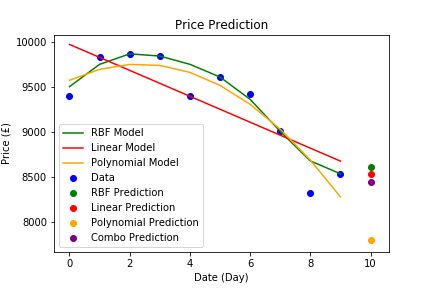 Price Prediction
10000
9500
9000
8500
8000
Price (£)
RBF Model
Linear Model
Polynomial Model
Data
RBF Prediction
Linear Prediction
Polynomial Prediction
Combo Prediction
0 2 4 6 8 10
Date (Day)